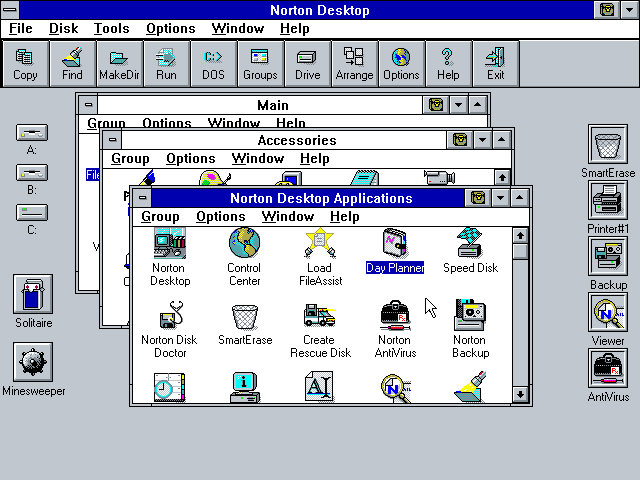 Norton Desktop
File Disk Tools Options Window Help
Copy Find MakeDir Run DOS Groups Drive Arrange Options Help Exit
C:>
Main
Group Options Window Help
Accessories
Group Options Window Help
File
Norton Desktop Applications
Group Options Window Help
Norton Desktop
Control Center
Load FileAssist
Day Planner
Speed Disk
Norton Disk Doctor
SmartErase
Create Rescue Disk
Norton AntiVirus
Norton Backup
A:
B:
C:
Solitaire
Minesweeper
SmartErase
Printer#1
Backup
Viewer
AntiVirus